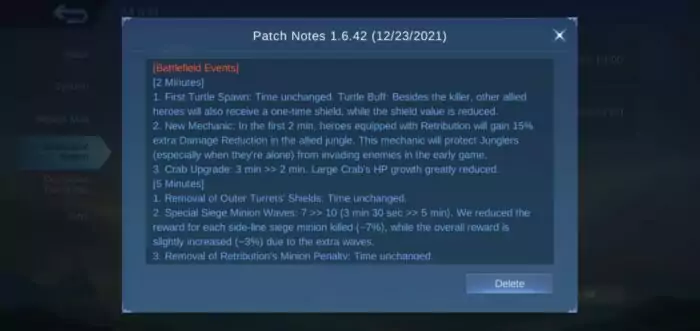 Patch Notes 1.6.42 (12/23/2021)
[Battlefield Events]
[2 Minutes]
1. First Turtle Spawn: Time unchanged. Turtle Buff: Besides the killer, other allied
heroes will also receive a one-time shield, while the shield value is reduced.
2. New Mechanic: In the first 2 min, heroes equipped with Retribution will gain 15%
extra Damage Reduction in the allied jungle. This mechanic will protect Junglers
(especially when they're alone) from invading enemies in the early game.
3. Crab Upgrade: 3 min >> 2 min. Large Crab's HP growth greatly reduced.
[5 Minutes]
1. Removal of Outer Turrets' Shields: Time unchanged.
2. Special Siege Minion Waves: 7 >> 10 (3 min 30 sec >> 5 min). We reduced the
reward for each side-line siege minion killed (~7%), while the overall reward is
slightly increased (~3%) due to the extra waves.
3. Removal of Retribution's Minion Penalty: Time unchanged
Delete